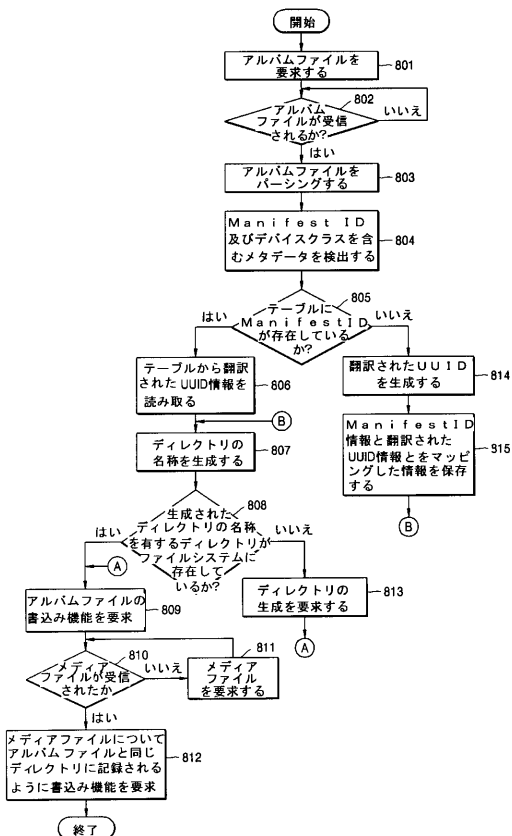 開始
アルバムファイルを
要求する
801
802
アルバム
ファイルが受信
されるか?
いいえ
はい
アルバムファイルを
パーシングする
803
Manifest ID
及びデバイスクラスを含
むメタデータを検出する
804
805
テーブルに
ManifestID
が存在している
か?
はい
いいえ
テーブルから翻訳
されたUUID情報を
読み取る
806
翻訳されたUUID
を生成する
814
B
ディレクトリの
名称を生成する
807
ManifestID
情報と翻訳された
UUID情報とをマッピ
ングした情報を保存
する
815
B
808
生成された
ディレクトリの名称
を有するディレクトリが
ファイルシステムに
存在して
いるか?
はい
いいえ
A
アルバムファイルの
書込み機能を要求
809
ディレクトリの
生成を要求する
813
A
810
メディア
ファイルが受信
されたか
いいえ
811
メディア
ファイル
を要求する
はい
メディアファイルについて
アルバムファイルと同じ
ディレクトリに記録される
ように書込み機能を要求
812
終了